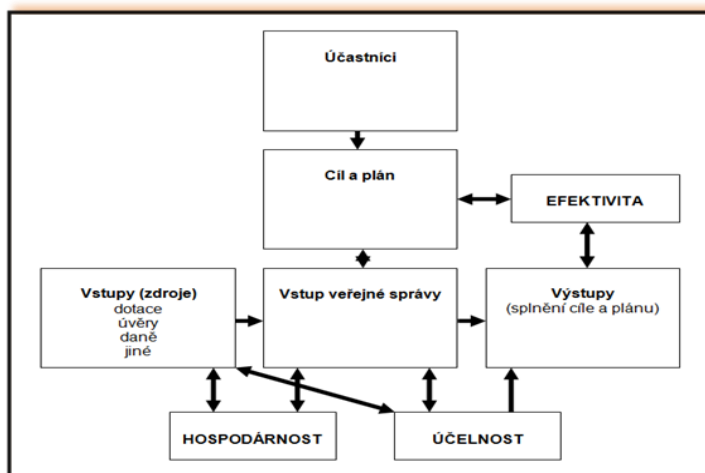 Účastníci
Cíl a plán
EFEKTIVITA
Vstupy (zdroje)
dotace
úvěry
daně
jiné
Vstup veřejné správy
Výstupy
(splnění cíle a plánu)
HOSPODÁRNOST
ÚČELNOST